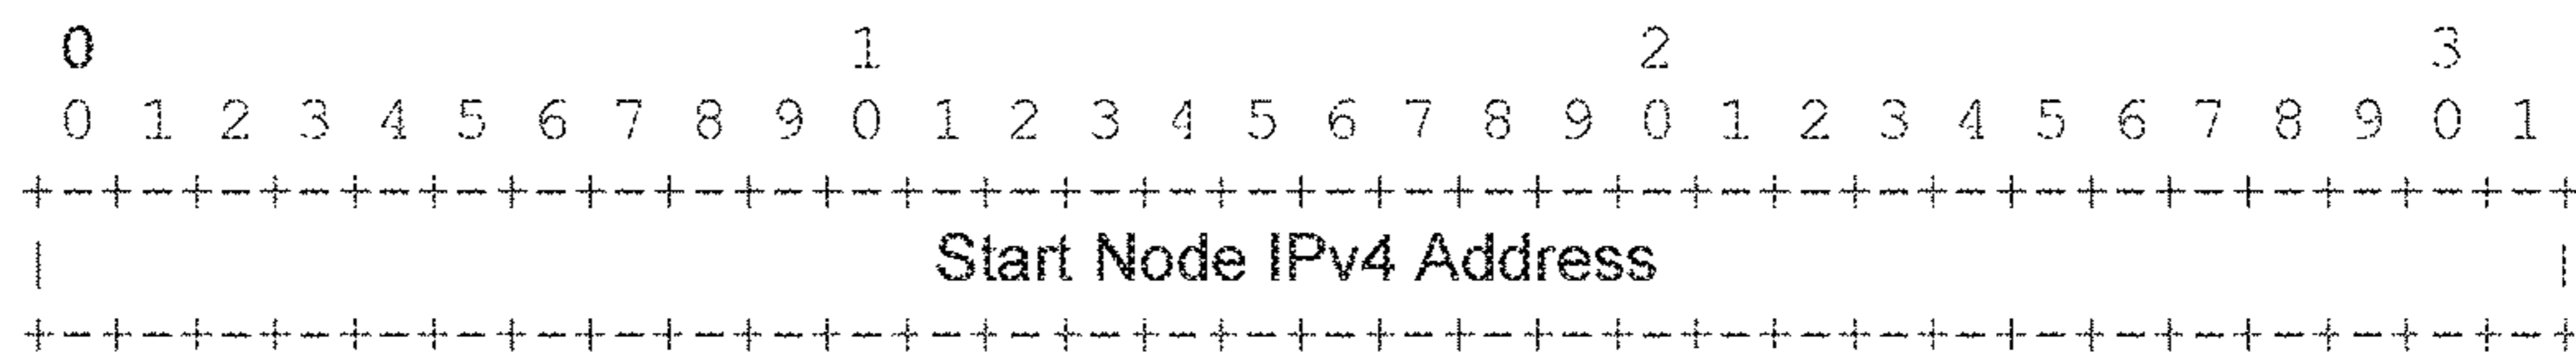 0 1 2 3
0 1 2 3 4 5 6 7 8 9 0 1 2 3 4 5 6 7 8 9 0 1 2 3 4 5 6 7 8 9 0 1
+-+-+-+-+-+-+-+-+-+-+-+-+-+-+-+-+-+-+-+-+-+-+-+-+-+-+-+-+-+-+-+-+
| Start Node IPv4 Address |
+-+-+-+-+-+-+-+-+-+-+-+-+-+-+-+-+-+-+-+-+-+-+-+-+-+-+-+-+-+-+-+-+